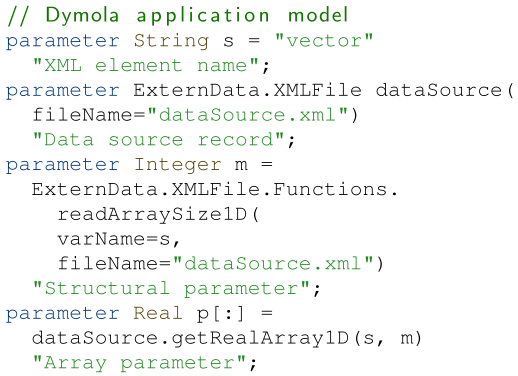 // Dymola application model
parameter String s = "vector"
"XML element name";
parameter ExternData.XMLFile dataSource(
fileName="dataSource.xml")
"Data source record";
parameter Integer m =
ExternData.XMLFile.Functions.
readArraySize1D(
varName=s,
fileName="dataSource.xml")
"Structural parameter";
parameter Real p[:] =
dataSource.getRealArray1D(s, m)
"Array parameter";